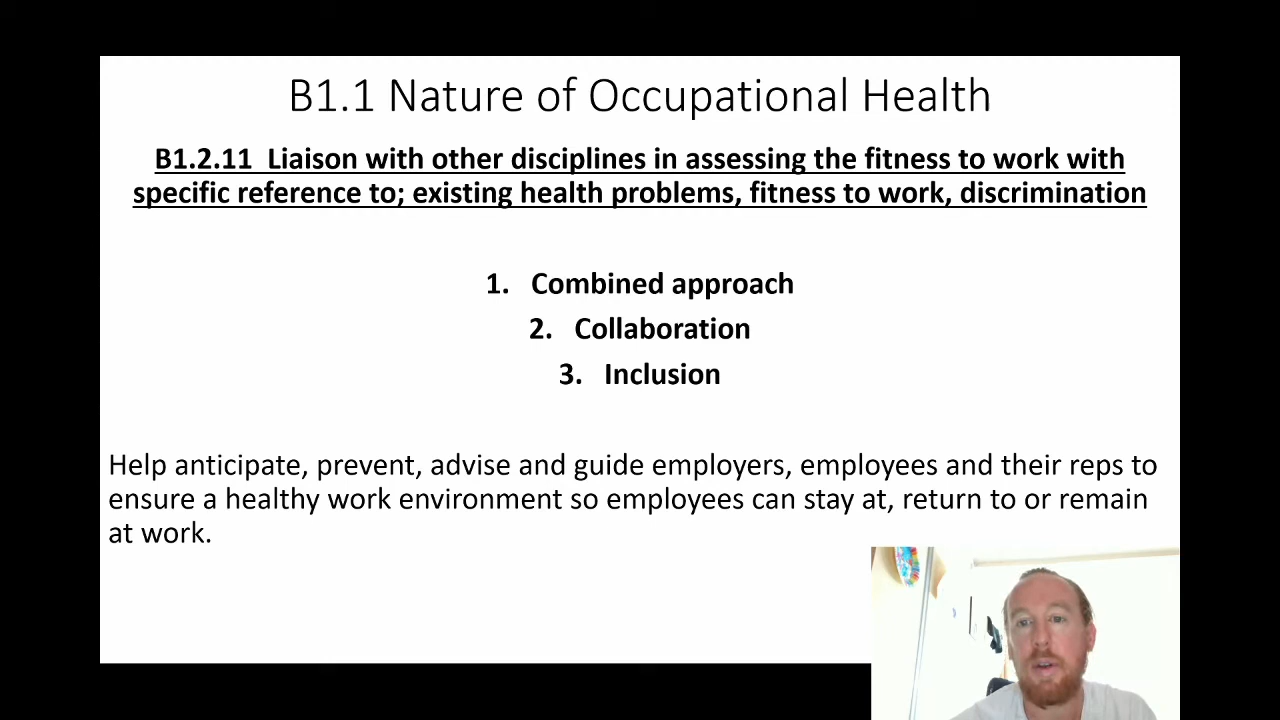 B1.1 Nature of Occupational Health
B1.2.11 Liaison with other disciplines in assessing the fitness to work with
specific reference to; existing health problems, fitness to work, discrimination
1. Combined approach
2. Collaboration
3. Inclusion
Help anticipate, prevent, advise and guide employers, employees and their reps to
ensure a healthy work environment so employees can stay at, return to or remain
at work.